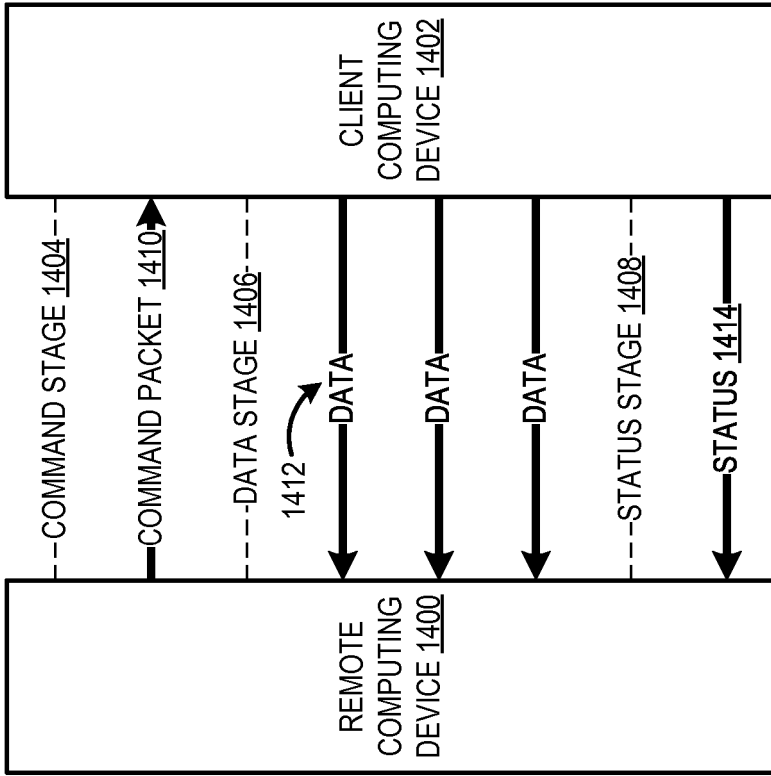 REMOTE
COMPUTING
DEVICE 1400
CLIENT
COMPUTING
DEVICE 1402
COMMAND STAGE 1404
COMMAND PACKET 1410
DATA STAGE 1406
1412
DATA
DATA
DATA
STATUS STAGE 1408
STATUS 1414